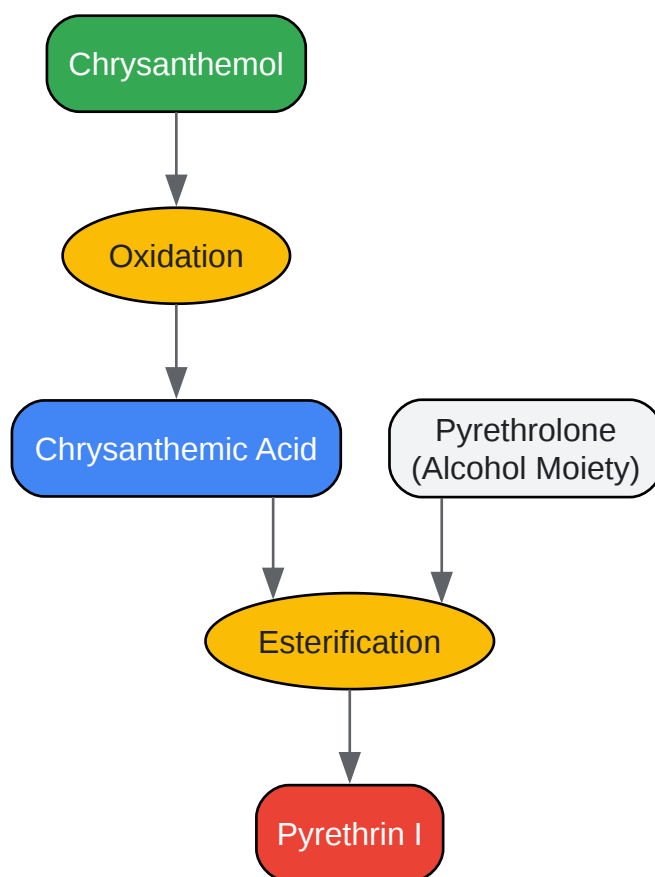 Chrysanthemol
Oxidation
Chrysanthemic Acid
Pyrethrolone
(Alcohol Moiety)
Esterification
Pyrethrin I